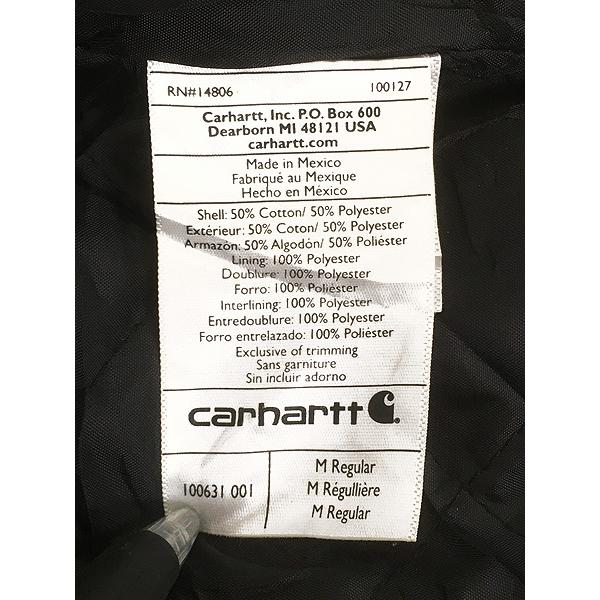 RN#14806 100127
Carhartt, Inc. P.O. Box 600
Dearborn MI 48121 USA
carhartt.com
Made in Mexico
Fabriqué au Mexique
Hecho en México
Shell: 50% Cotton/ 50% Polyester
Extérieur: 50% Coton/ 50% Polyester
Armazón: 50% Algodón/ 50% Poliéster
Lining: 100% Polyester
Doublure: 100% Polyester
Forro: 100% Poliéster
Interlining: 100% Polyester
Entredoublure: 100% Polyester
Forro entrelazado: 100% Poliéster
Exclusive of trimming
Sans garniture
Sin incluir adorno
carhartt
100631 001
M Regular
M Régullière
M Regular